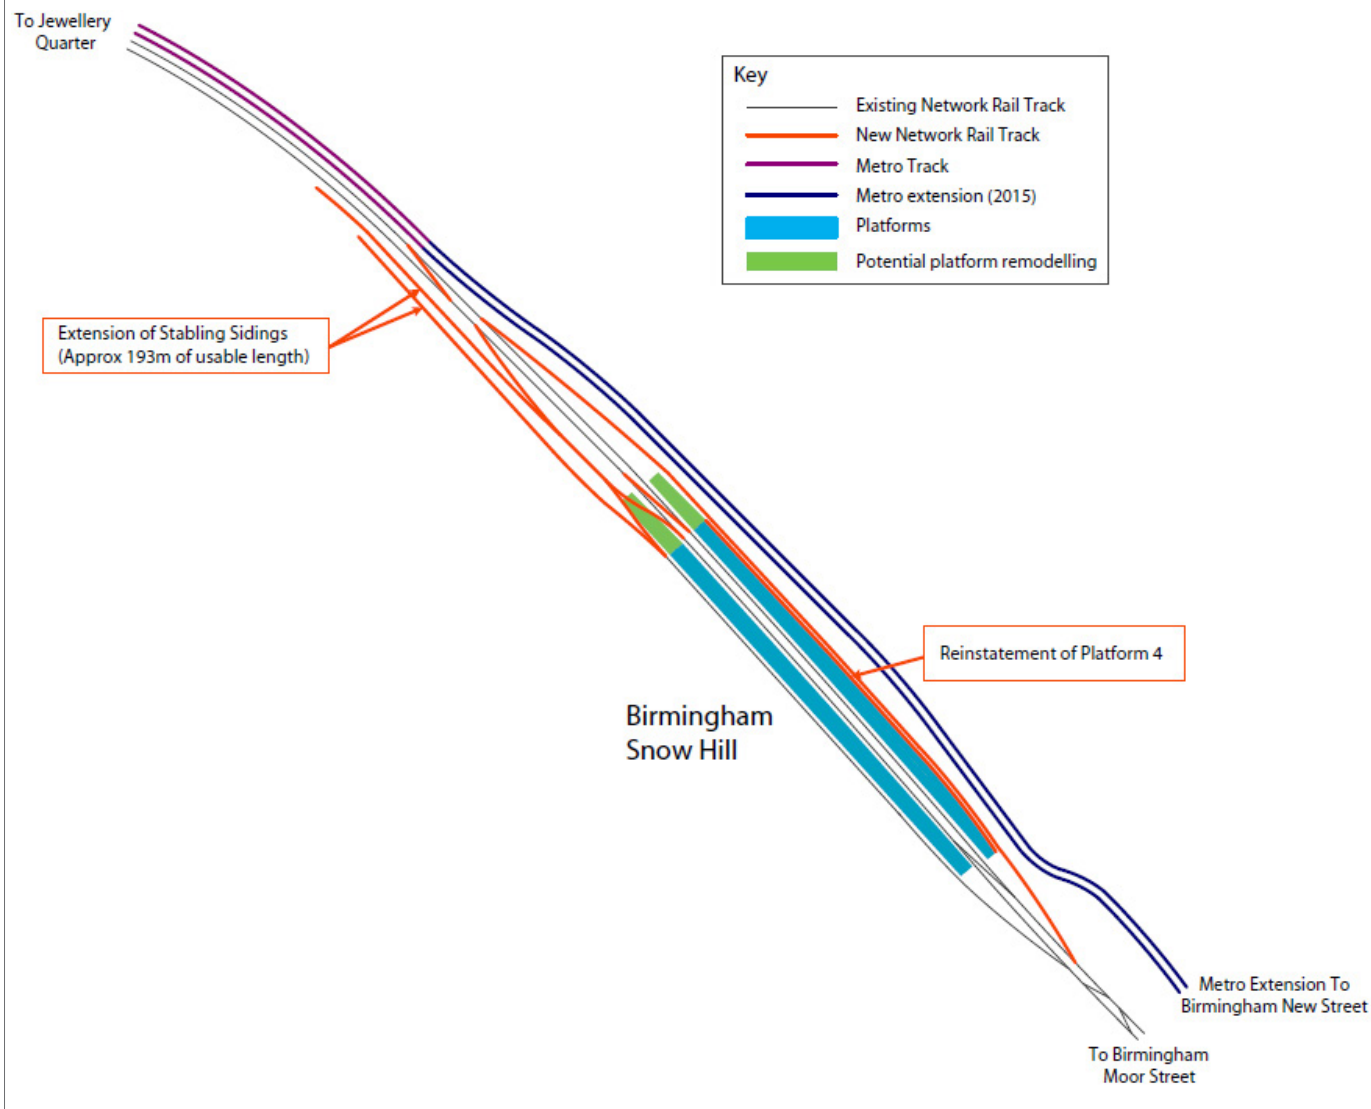 To Jewellery
Quarter
Key
Existing Network Rail Track
New Network Rail Track
Metro Track
Metro extension (2015)
Platforms
Potential platform remodelling
Extension of Stabling Sidings
(Approx 193m of usable length)
Reinstatement of Platform 4
Birmingham
Snow Hill
Metro Extension To
Birmingham New Street
To Birmingham
Moor Street